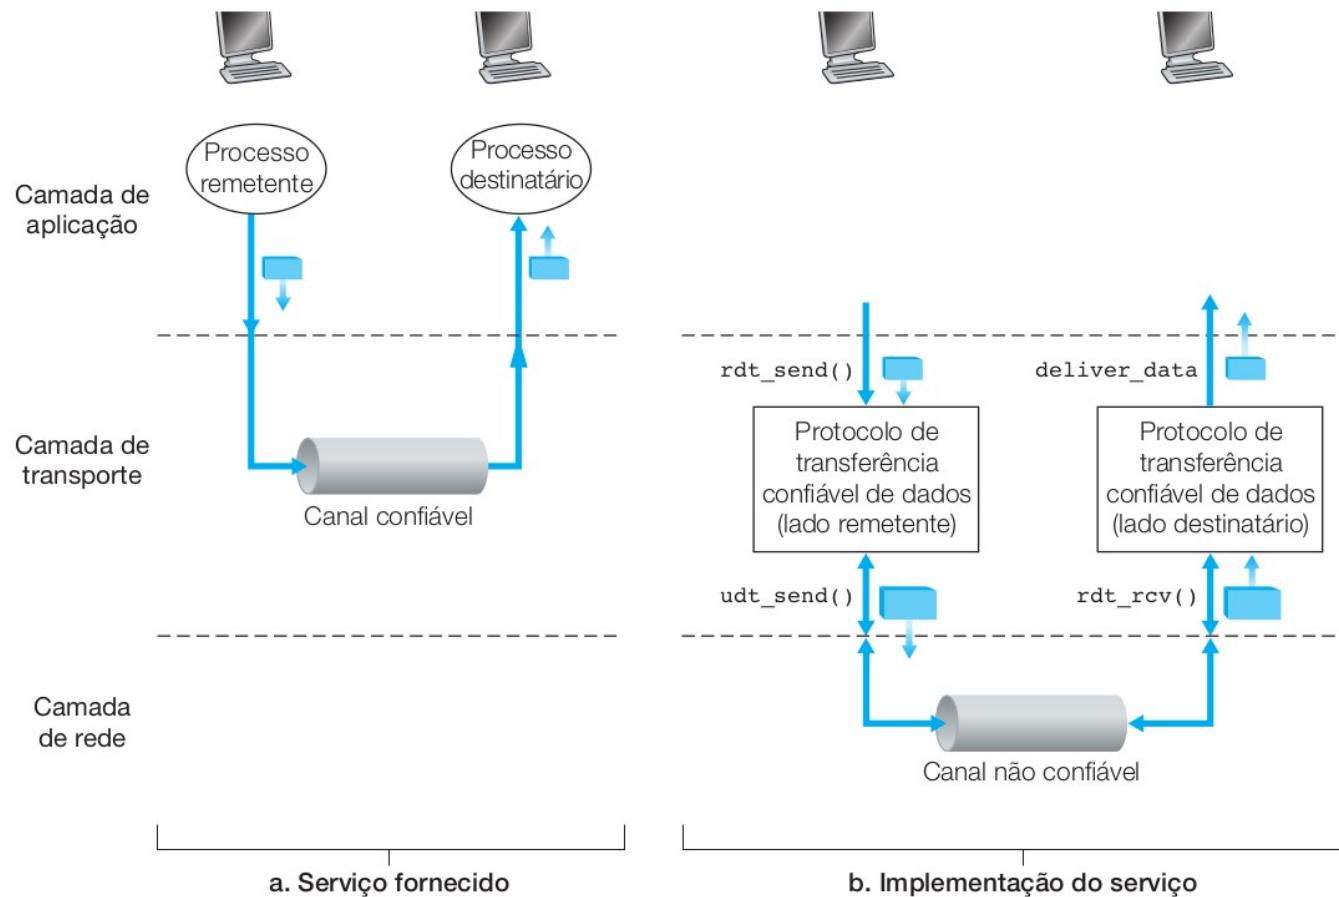 Processo
remetente
Processo
destinatário
Camada de
aplicação
rdt_send()
deliver_data
Camada de
transporte
Canal confiável
Protocolo de
transferência
confiável de dados
(lado remetente)
Protocolo de
transferência
confiável de dados
(lado destinatário)
udt_send()
rdt_rcv()
Camada
de rede
Canal não confiável
a. Serviço fornecido
b. Implementação do serviço